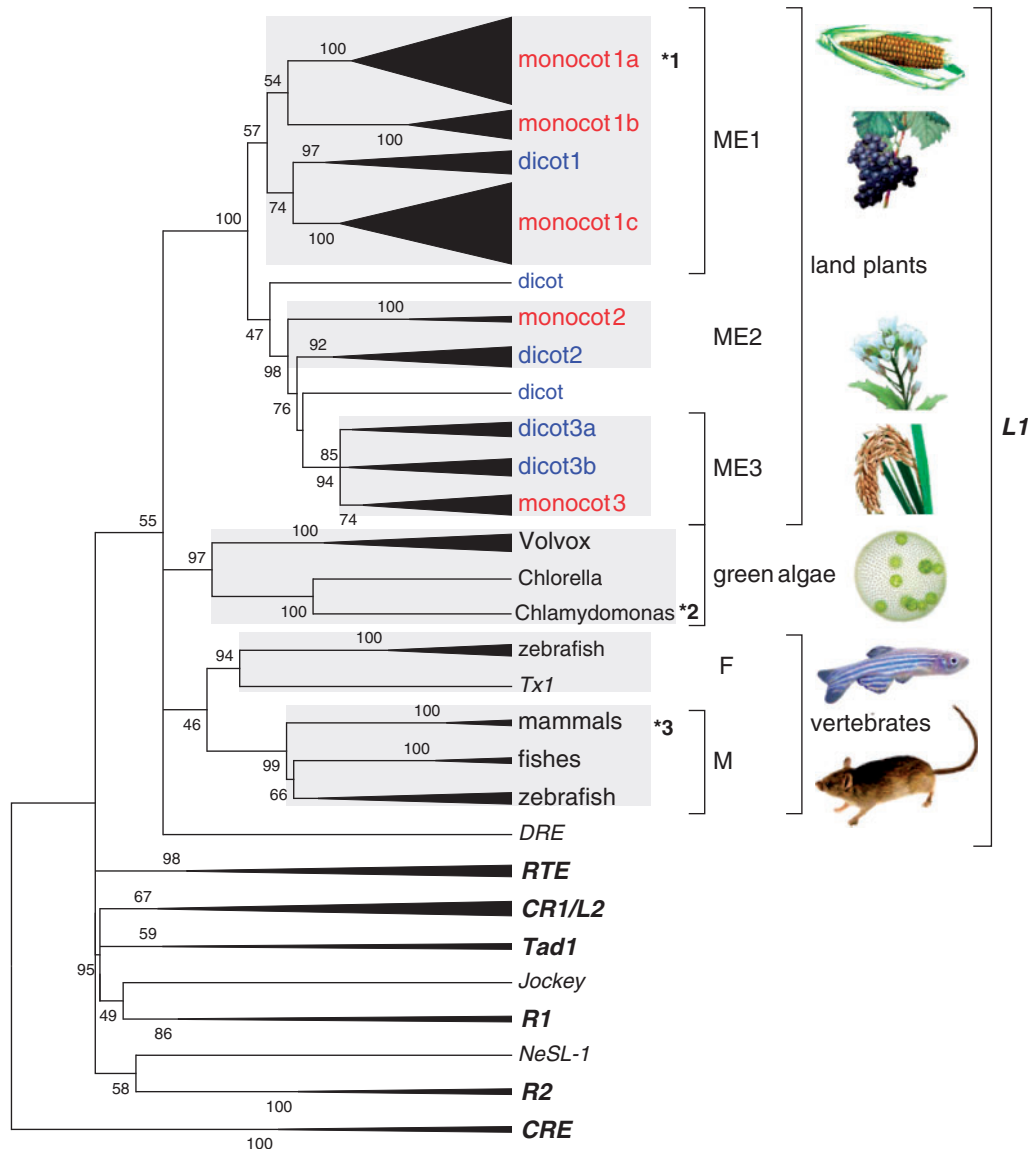 100
monocot1a *1
54
57
monocot1b
100
97
dicot1
ME1
74
monocot1c
100
100
land plants
dicot
100
monocot2
47
92
dicot2
ME2
98
dicot
76
L1
dicot3a
85
dicot3b
ME3
94
monocot3
74
55
100
Volvox
97
Chlorella
green algae
100
Chlamydomonas *2
100
zebrafish
F
94
Tx1
46
100
mammals *3
vertebrates
100
fishes
M
99
66
zebrafish
DRE
98
RTE
67
CR1/L2
59
Tad1
95
Jockey
49
R1
86
NeSL-1
58
R2
100
CRE
100